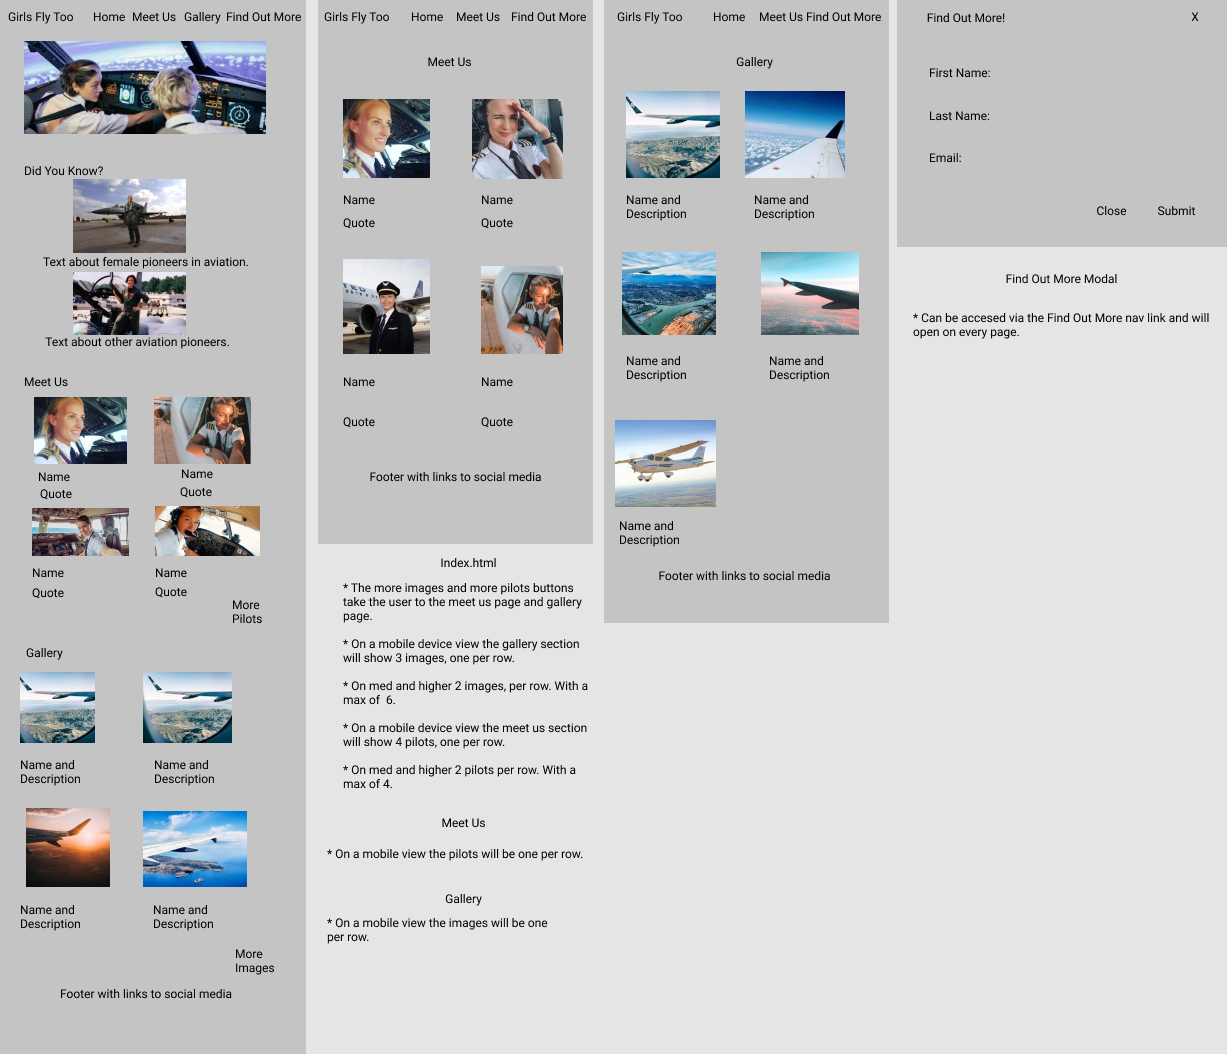 Girls Fly Too Home Meet Us Gallery Find Out More
Did You Know?
Text about female pioneers in aviation.
Text about other aviation pioneers.
Meet Us
Name Name
Quote Quote
Name Name
Quote Quote
More
Pilots
Gallery
Name and
Description
Name and
Description
Name and
Description
Name and
Description
More
Images
Footer with links to social media
Girls Fly Too Home Meet Us Find Out More
Meet Us
Name Name
Quote Quote
Name Name
Quote Quote
Footer with links to social media
Index.html
* The more images and more pilots buttons
take the user to the meet us page and gallery
page.
* On a mobile device view the gallery section
will show 3 images, one per row.
* On med and higher 2 images, per row. With a
max of 6.
* On a mobile device view the meet us section
will show 4 pilots, one per row.
* On med and higher 2 pilots per row. With a
max of 4.
Meet Us
* On a mobile view the pilots will be one per row.
Gallery
* On a mobile view the images will be one
per row.
Girls Fly Too Home Meet Us Find Out More
Gallery
Name and
Description
Name and
Description
Name and
Description
Name and
Description
Name and
Description
Footer with links to social media
Find Out More! X
First Name:
Last Name:
Email:
Close Submit
Find Out More Modal
* Can be accesed via the Find Out More nav link and will
open on every page.